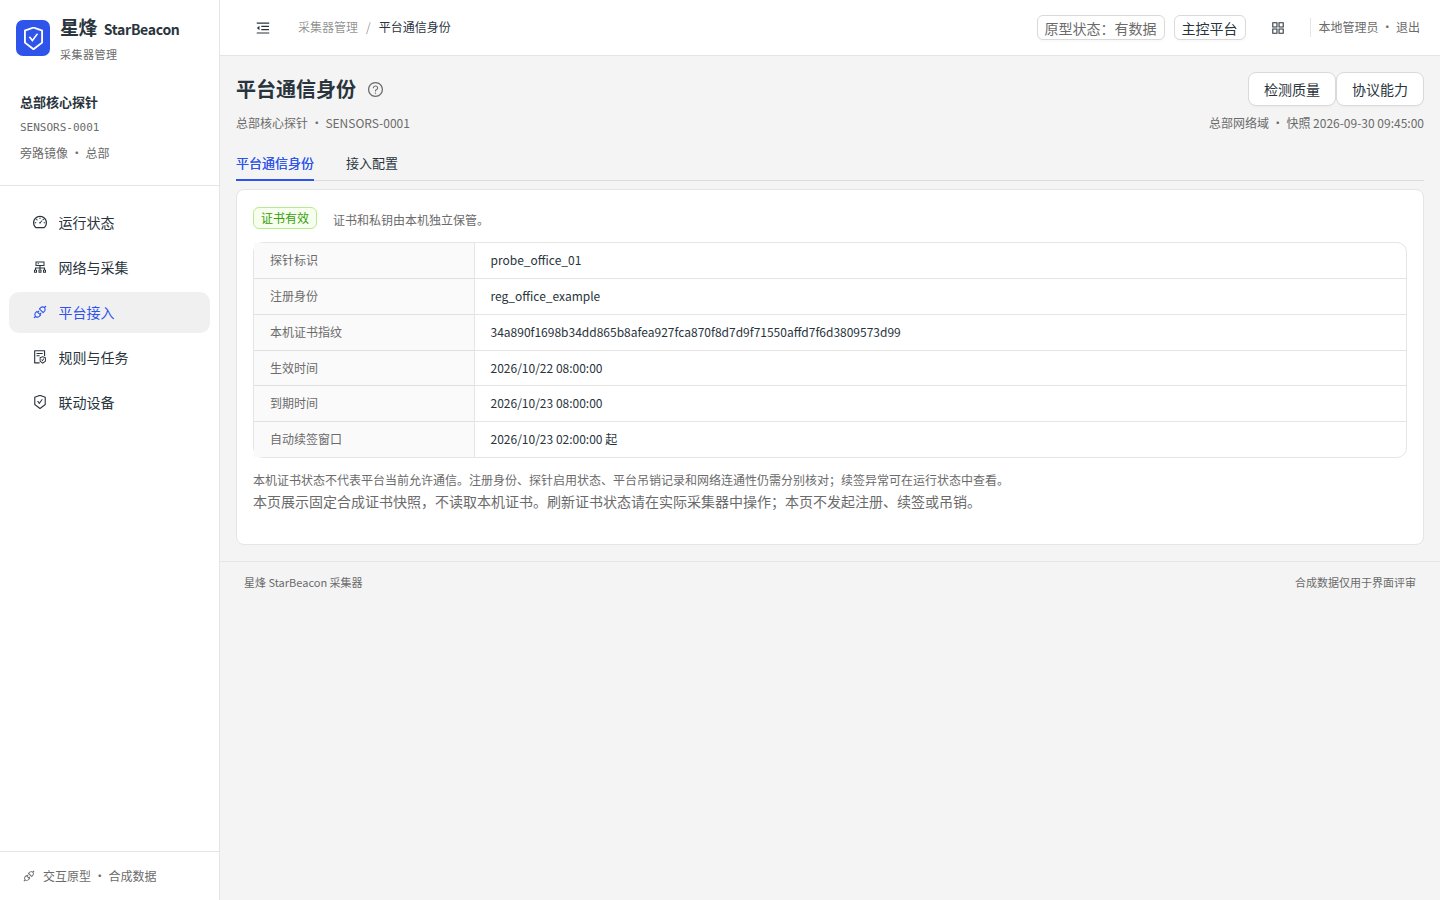 星烽 StarBeacon
采集器管理
总部核心探针
SENSORS-0001
旁路镜像 · 总部
运行状态
网络与采集
平台接入
规则与任务
联动设备
交互原型 · 合成数据
采集器管理 / 平台通信身份
原型状态：有数据 主控平台 本地管理员 · 退出
平台通信身份
检测质量 协议能力
总部核心探针 · SENSORS-0001
总部网络域 · 快照 2026-09-30 09:45:00
平台通信身份 接入配置
证书有效 证书和私钥由本机独立保管。
探针标识 probe_office_01
注册身份 reg_office_example
本机证书指纹 34a890f1698b34dd865b8afea927fca870f8d7d9f71550affd7f6d3809573d99
生效时间 2026/10/22 08:00:00
到期时间 2026/10/23 08:00:00
自动续签窗口 2026/10/23 02:00:00 起
本机证书状态不代表平台当前允许通信。注册身份、探针启用状态、平台吊销记录和网络连通性仍需分别核对；续签异常可在运行状态中查看。
本页展示固定合成证书快照，不读取本机证书。刷新证书状态请在实际采集器中操作；本页不发起注册、续签或吊销。
星烽 StarBeacon 采集器
合成数据仅用于界面评审